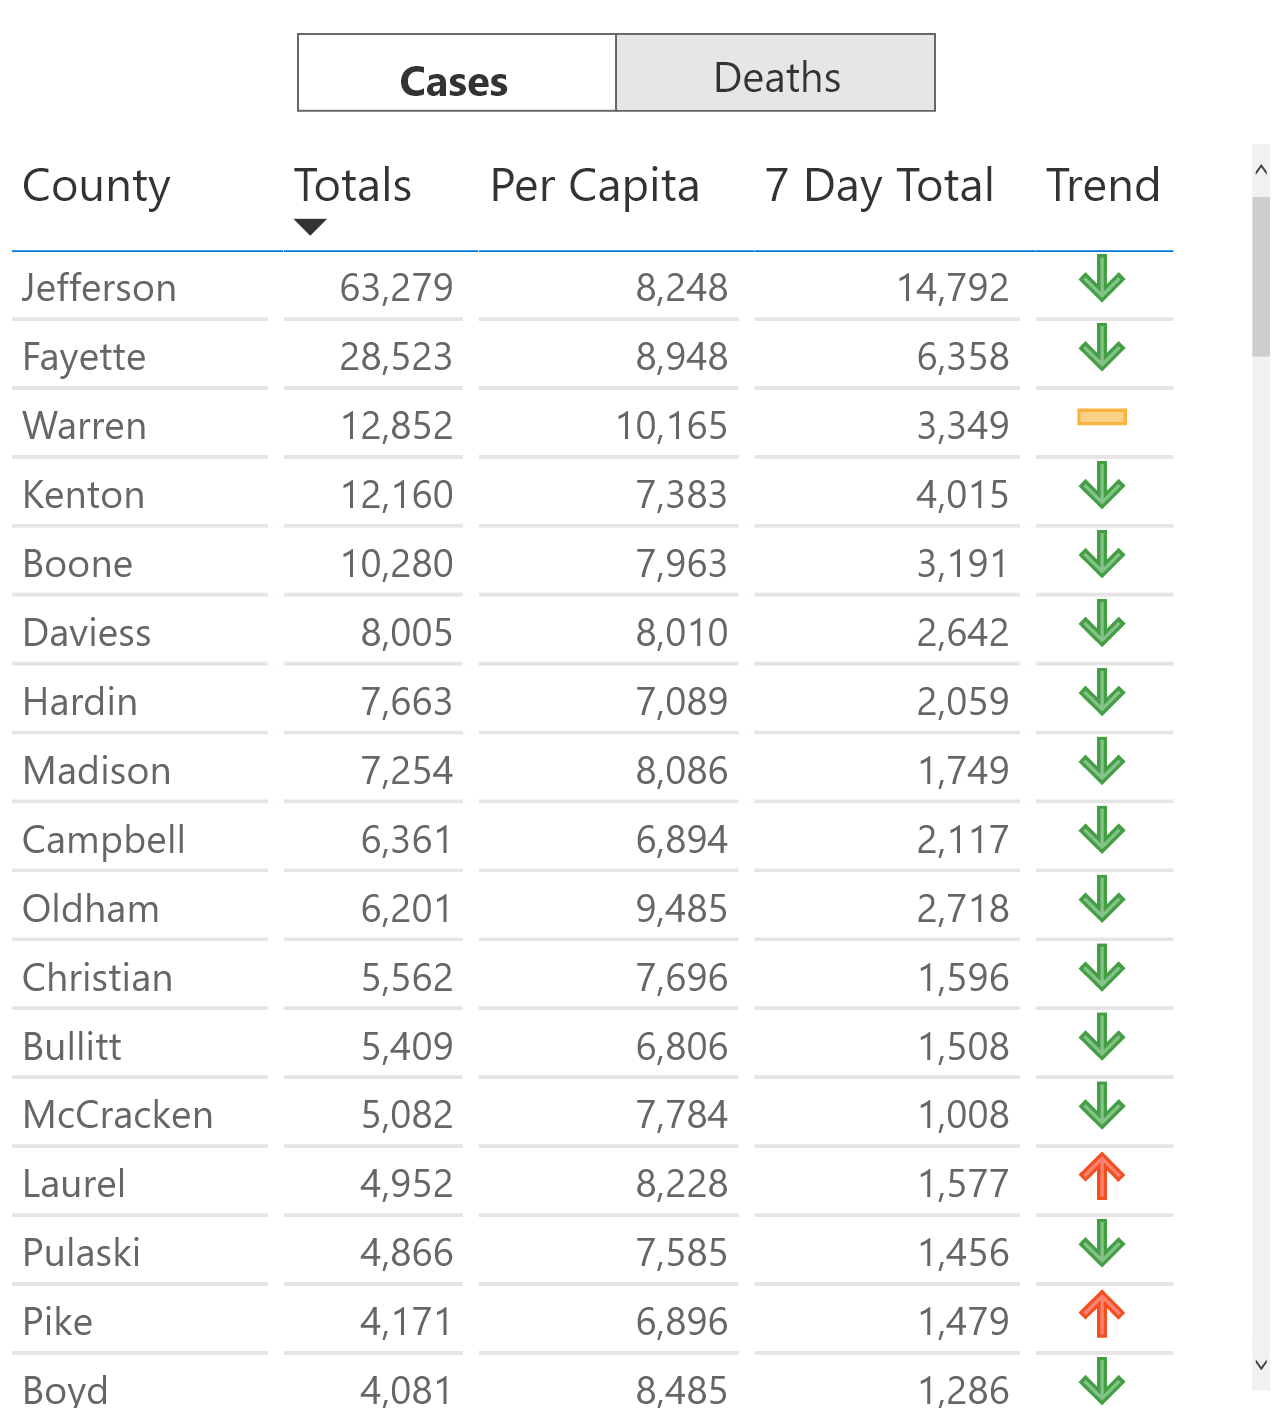 Cases Deaths
County Totals Per Capita 7 Day Total Trend
Jefferson 63,279 8,248 14,792
Fayette 28,523 8,948 6,358
Warren 12,852 10,165 3,349
Kenton 12,160 7,383 4,015
Boone 10,280 7,963 3,191
Daviess 8,005 8,010 2,642
Hardin 7,663 7,089 2,059
Madison 7,254 8,086 1,749
Campbell 6,361 6,894 2,117
Oldham 6,201 9,485 2,718
Christian 5,562 7,696 1,596
Bullitt 5,409 6,806 1,508
McCracken 5,082 7,784 1,008
Laurel 4,952 8,228 1,577
Pulaski 4,866 7,585 1,456
Pike 4,171 6,896 1,479
Boyd 4,081 8,485 1,286